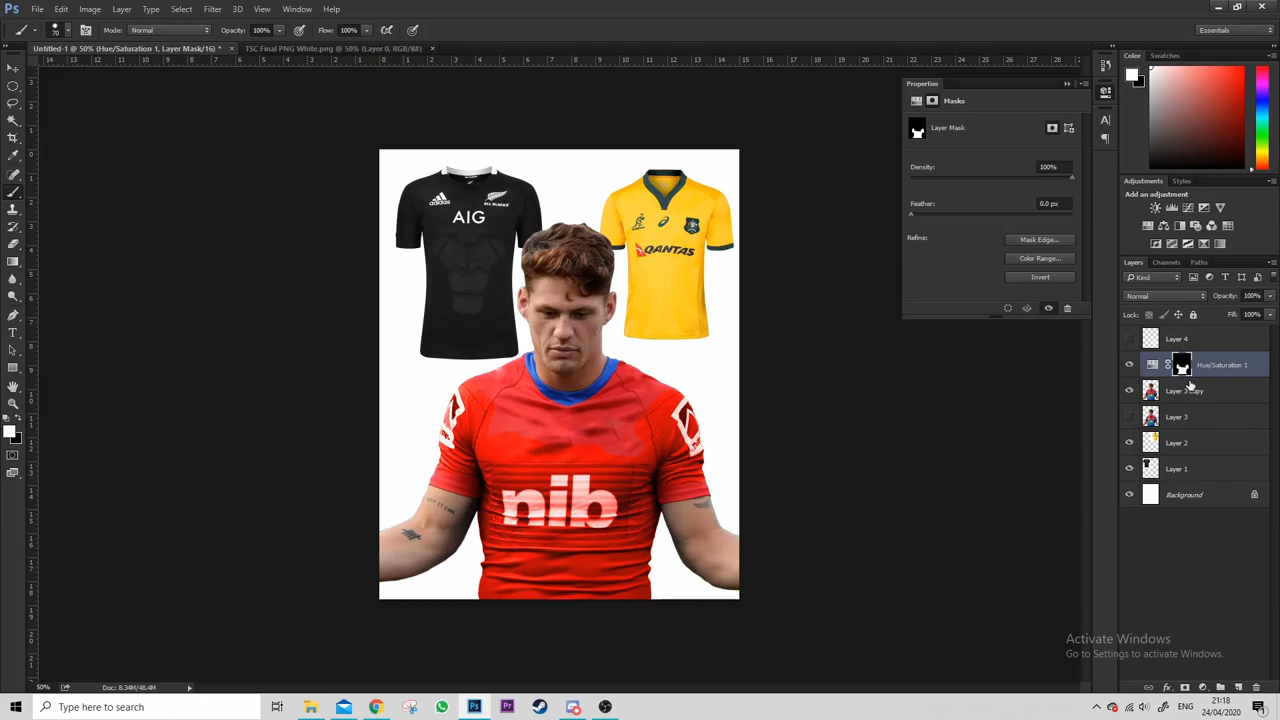 Ps File Edit Image Layer Type Select Filter 3D View Window Help
70 Mode: Normal Opacity: 100% Flow: 100% Essentials
Untitled-1 @ 50% (Hue/Saturation 1, Layer Mask/16) * × TSC Final PNG White.png @ 50% (Layer 0, RGB/8#) ×
Color Swatches
Properties
Masks
Layer Mask
Density: 100%
Feather: 0.0 px
Refine: Mask Edge...
Color Range...
Invert
Adjustments Styles
Add an adjustment
Layers Channels Paths
Kind
Normal Opacity: 100%
Lock: Fill: 100%
Layer 4
Hue/Saturation 1
Layer 3 copy
Layer 3
Layer 2
Layer 1
Background
adidas
ALL BLACKS
AIG
QANTAS
nib
Activate Windows
Go to Settings to activate Windows.
50% Doc: 8.34M/48.4M
Type here to search
Ps Pr
ENG
21:18
24/04/2020
1